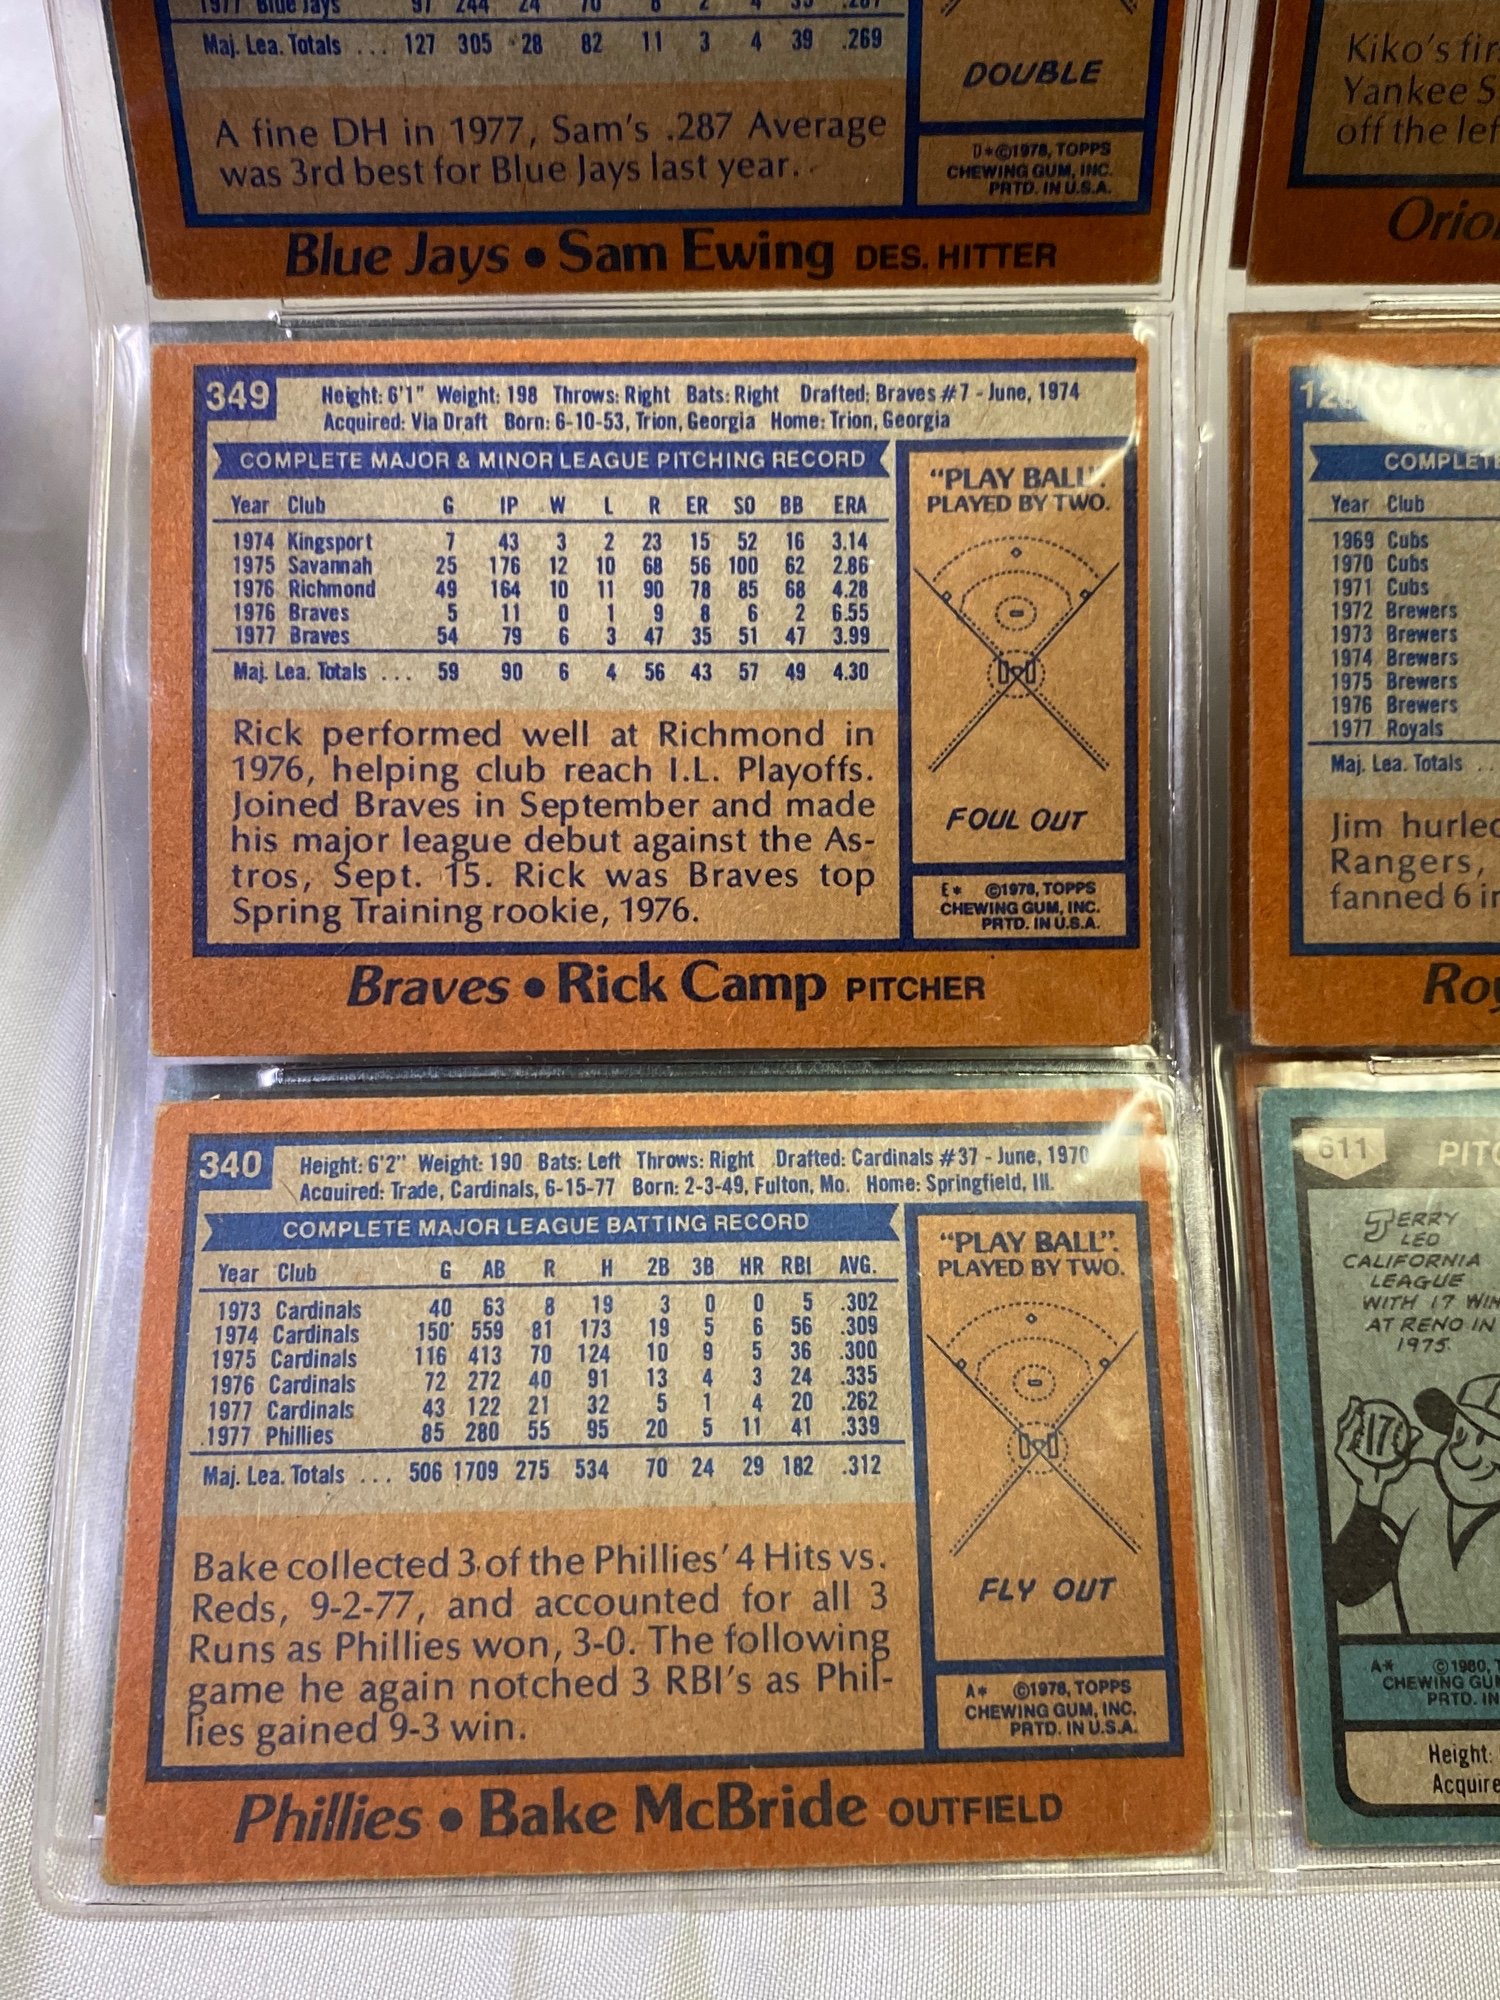 1977 Blue Jays 97 244 24 70 8 2 4 35 .287
Maj. Lea. Totals ... 127 305 28 82 11 3 4 39 .269
DOUBLE
A fine DH in 1977, Sam's .287 Average
was 3rd best for Blue Jays last year.
D*©1978, TOPPS
CHEWING GUM, INC.
PRTD. IN U.S.A.
Blue Jays • Sam Ewing DES. HITTER
Kiko's fir
Yankee S
off the lef
Orio
349
Height: 6'1" Weight: 198 Throws: Right Bats: Right Drafted: Braves #7 - June, 1974
Acquired: Via Draft Born: 6-10-53, Trion, Georgia Home: Trion, Georgia
COMPLETE MAJOR & MINOR LEAGUE PITCHING RECORD
Year Club G IP W L R ER SO BB ERA
1974 Kingsport 7 43 3 2 23 15 52 16 3.14
1975 Savannah 25 176 12 10 68 56 100 62 2.86
1976 Richmond 49 164 10 11 90 78 85 68 4.28
1976 Braves 5 11 0 1 9 8 6 2 6.55
1977 Braves 54 79 6 3 47 35 51 47 3.99
Maj. Lea. Totals ... 59 90 6 4 56 43 57 49 4.30
Rick performed well at Richmond in
1976, helping club reach I.L. Playoffs.
Joined Braves in September and made
his major league debut against the As-
tros, Sept. 15. Rick was Braves top
Spring Training rookie, 1976.
"PLAY BALL".
PLAYED BY TWO.
FOUL OUT
E* ©1978, TOPPS
CHEWING GUM, INC.
PRTD. IN U.S.A.
Braves • Rick Camp PITCHER
COMPLETE
Year Club
1969 Cubs
1970 Cubs
1971 Cubs
1972 Brewers
1973 Brewers
1974 Brewers
1975 Brewers
1976 Brewers
1977 Royals
Maj. Lea. Totals ..
Jim hurled
Rangers,
fanned 6 in
Roy
340
Height: 6'2" Weight: 190 Bats: Left Throws: Right Drafted: Cardinals #37 - June, 1970
Acquired: Trade, Cardinals, 6-15-77 Born: 2-3-49, Fulton, Mo. Home: Springfield, Ill.
COMPLETE MAJOR LEAGUE BATTING RECORD
Year Club G AB R H 2B 3B HR RBI AVG.
1973 Cardinals 40 63 8 19 3 0 0 5 .302
1974 Cardinals 150 559 81 173 19 5 6 56 .309
1975 Cardinals 116 413 70 124 10 9 5 36 .300
1976 Cardinals 72 272 40 91 13 4 3 24 .335
1977 Cardinals 43 122 21 32 5 1 4 20 .262
1977 Phillies 85 280 55 95 20 5 11 41 .339
Maj. Lea. Totals ... 506 1709 275 534 70 24 29 182 .312
Bake collected 3 of the Phillies' 4 Hits vs.
Reds, 9-2-77, and accounted for all 3
Runs as Phillies won, 3-0. The following
game he again notched 3 RBI's as Phil-
lies gained 9-3 win.
"PLAY BALL".
PLAYED BY TWO.
FLY OUT
A* ©1978, TOPPS
CHEWING GUM, INC.
PRTD. IN U.S.A.
Phillies • Bake McBride OUTFIELD
611
PITC
JERRY
LED
CALIFORNIA
LEAGUE
WITH 17 WIN
AT RENO IN
1975.
17
A* ©1980, T
CHEWING GU
PRTD. IN
Height:
Acquire